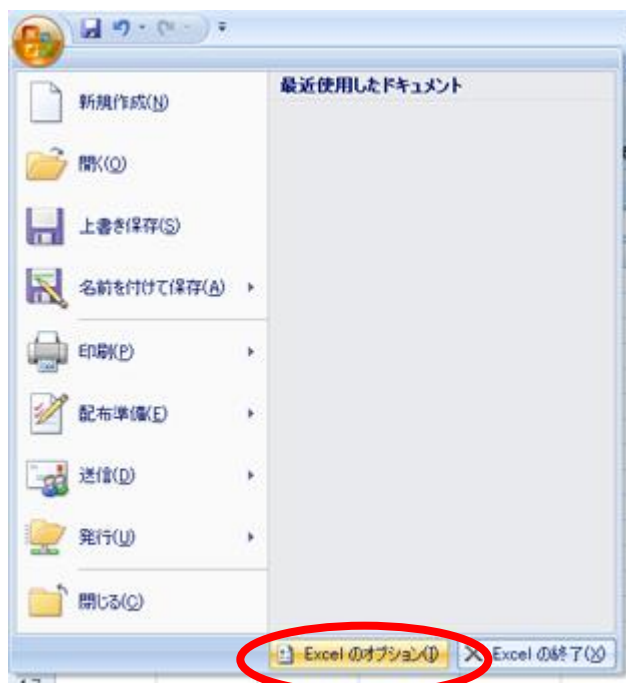 最近使用したドキュメント
新規作成(N)
開く(O)
上書き保存(S)
名前を付けて保存(A)
印刷(P)
配布準備(E)
送信(D)
発行(U)
閉じる(C)
Excel のオプション(I)
Excel の終了(X)
17